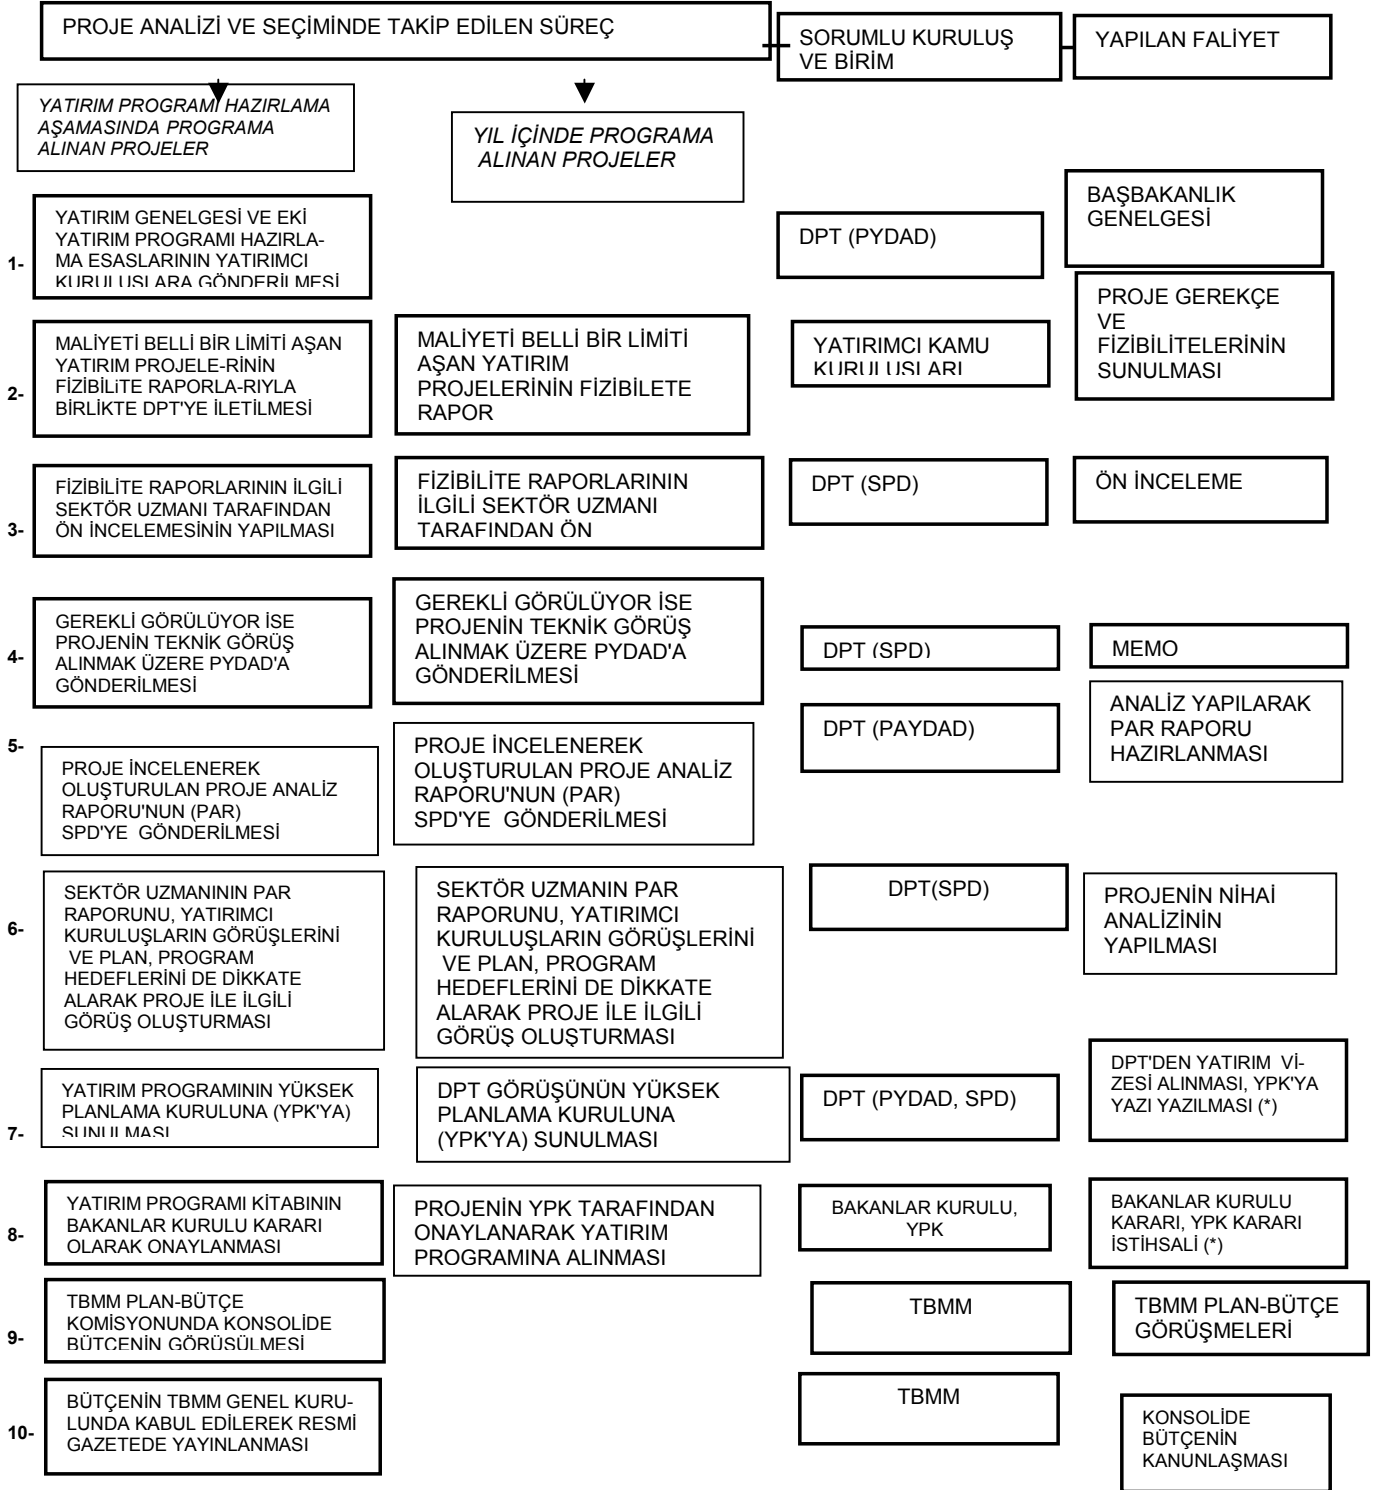 PROJE ANALİZİ VE SEÇİMİNDE TAKİP EDİLEN SÜREÇ
SORUMLU KURULUŞ
VE BİRİM
YAPILAN FALİYET
YATIRIM PROGRAMI HAZIRLAMA
AŞAMASINDA PROGRAMA
ALINAN PROJELER
YIL İÇİNDE PROGRAMA
ALINAN PROJELER
1-
YATIRIM GENELGESİ VE EKİ
YATIRIM PROGRAMI HAZIRLA-
MA ESASLARININ YATIRIMCI
KURULUŞLARA GÖNDERİLMESİ
DPT (PYDAD)
BAŞBAKANLIK
GENELGESİ
2-
MALİYETİ BELLİ BİR LİMİTİ AŞAN
YATIRIM PROJELE-RİNİN
FİZİBİLİTE RAPORLA-RIYLA
BİRLİKTE DPT'YE İLETİLMESİ
MALİYETİ BELLİ BİR LİMİTİ
AŞAN YATIRIM
PROJELERİNİN FİZİBİLETE
RAPOR
YATIRIMCI KAMU
KURULUŞLARI
PROJE GEREKÇE
VE
FİZİBİLİTELERİNİN
SUNULMASI
3-
FİZİBİLİTE RAPORLARININ İLGİLİ
SEKTÖR UZMANI TARAFINDAN
ÖN İNCELEMESİNİN YAPILMASI
FİZİBİLİTE RAPORLARININ
İLGİLİ SEKTÖR UZMANI
TARAFINDAN ÖN
DPT (SPD)
ÖN İNCELEME
4-
GEREKLİ GÖRÜLÜYOR İSE
PROJENİN TEKNİK GÖRÜŞ
ALINMAK ÜZERE PYDAD'A
GÖNDERİLMESİ
GEREKLİ GÖRÜLÜYOR İSE
PROJENİN TEKNİK GÖRÜŞ
ALINMAK ÜZERE PYDAD'A
GÖNDERİLMESİ
DPT (SPD)
MEMO
5-
PROJE İNCELENEREK
OLUŞTURULAN PROJE ANALİZ
RAPORU'NUN (PAR)
SPD'YE GÖNDERİLMESİ
PROJE İNCELENEREK
OLUŞTURULAN PROJE ANALİZ
RAPORU'NUN (PAR)
SPD'YE GÖNDERİLMESİ
DPT (PAYDAD)
ANALİZ YAPILARAK
PAR RAPORU
HAZIRLANMASI
6-
SEKTÖR UZMANININ PAR
RAPORUNU, YATIRIMCI
KURULUŞLARIN GÖRÜŞLERİNİ
VE PLAN, PROGRAM
HEDEFLERİNİ DE DİKKATE
ALARAK PROJE İLE İLGİLİ
GÖRÜŞ OLUŞTURMASI
SEKTÖR UZMANIN PAR
RAPORUNU, YATIRIMCI
KURULUŞLARIN GÖRÜŞLERİNİ
VE PLAN, PROGRAM
HEDEFLERİNİ DE DİKKATE
ALARAK PROJE İLE İLGİLİ
GÖRÜŞ OLUŞTURMASI
DPT(SPD)
PROJENİN NİHAİ
ANALİZİNİN
YAPILMASI
7-
YATIRIM PROGRAMININ YÜKSEK
PLANLAMA KURULUNA (YPK'YA)
SUNULMASI
DPT GÖRÜŞÜNÜN YÜKSEK
PLANLAMA KURULUNA
(YPK'YA) SUNULMASI
DPT (PYDAD, SPD)
DPT'DEN YATIRIM Vİ-
ZESİ ALINMASI, YPK'YA
YAZI YAZILMASI (*)
8-
YATIRIM PROGRAMI KİTABININ
BAKANLAR KURULU KARARI
OLARAK ONAYLANMASI
PROJENİN YPK TARAFINDAN
ONAYLANARAK YATIRIM
PROGRAMINA ALINMASI
BAKANLAR KURULU,
YPK
BAKANLAR KURULU
KARARI, YPK KARARI
İSTİHSALİ (*)
9-
TBMM PLAN-BÜTÇE
KOMİSYONUNDA KONSOLİDE
BÜTÇENİN GÖRÜŞÜLMESİ
TBMM
TBMM PLAN-BÜTÇE
GÖRÜŞMELERİ
10-
BÜTÇENİN TBMM GENEL KURU-
LUNDA KABUL EDİLEREK RESMİ
GAZETEDE YAYINLANMASI
TBMM
KONSOLİDE
BÜTÇENİN
KANUNLAŞMASI